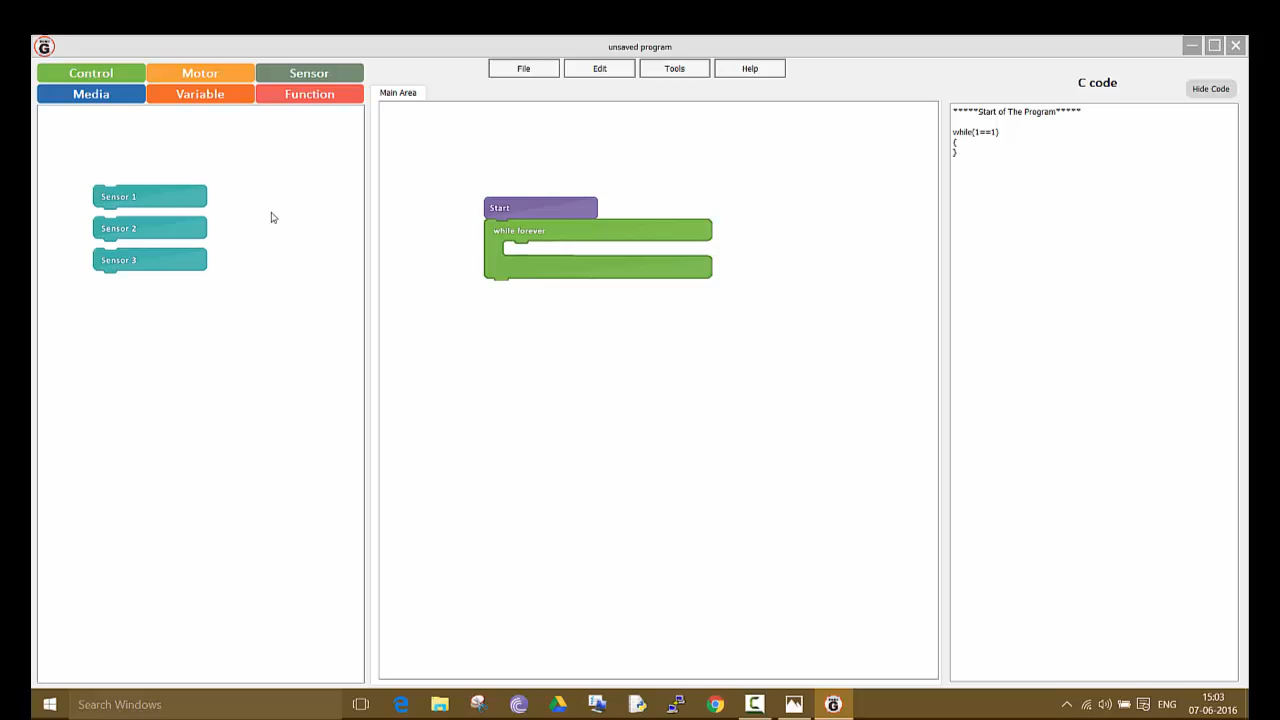 unsaved program
Control Motor Sensor
Media Variable Function
File Edit Tools Help
Main Area
C code
Hide Code
Sensor 1
Sensor 2
Sensor 3
Start
while forever
*****Start of The Program*****
while(1==1)
{
}
Search Windows
ENG
15:03
07-06-2016